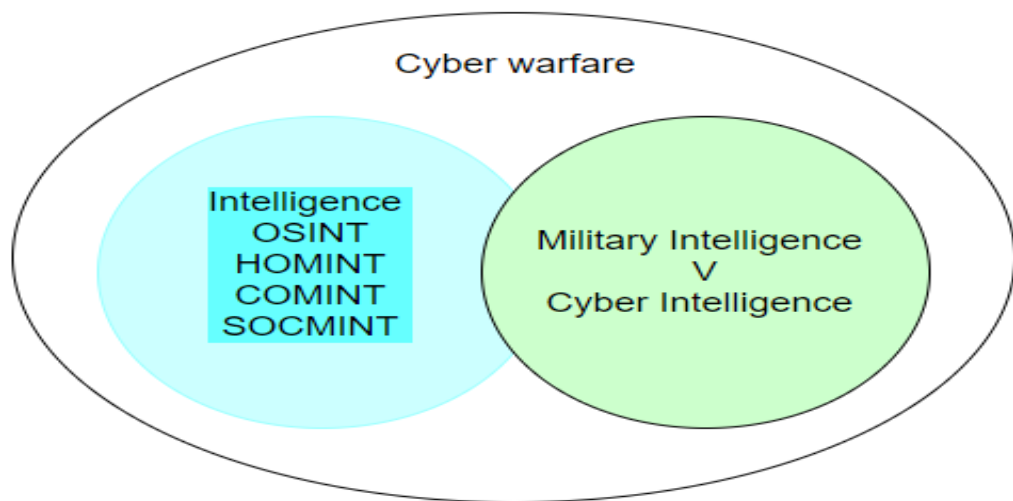 Cyber warfare
Intelligence
OSINT
HOMINT
COMINT
SOCMINT
Military Intelligence
V
Cyber Intelligence